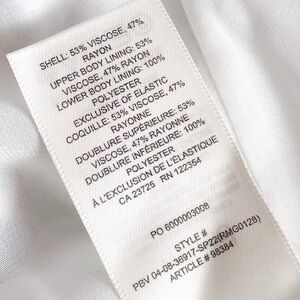 SHELL: 53% VISCOSE, 47%
RAYON
UPPER BODY LINING: 53%
VISCOSE, 47% RAYON
LOWER BODY LINING: 100%
POLYESTER
EXCLUSIVE OF ELASTIC
COQUILLE: 53% VISCOSE, 47%
RAYONNE
DOUBLURE SUPÉRIEURE: 53%
VISCOSE, 47% RAYONNE
DOUBLURE INFÉRIEURE: 100%
POLYESTER
À L'EXCLUSION DE L'ÉLASTIQUE
CA 23725 RN 122354
PO 6000003008
STYLE #
PBV 04-08-36917-SP22(RMG0128)
ARTICLE # 98384